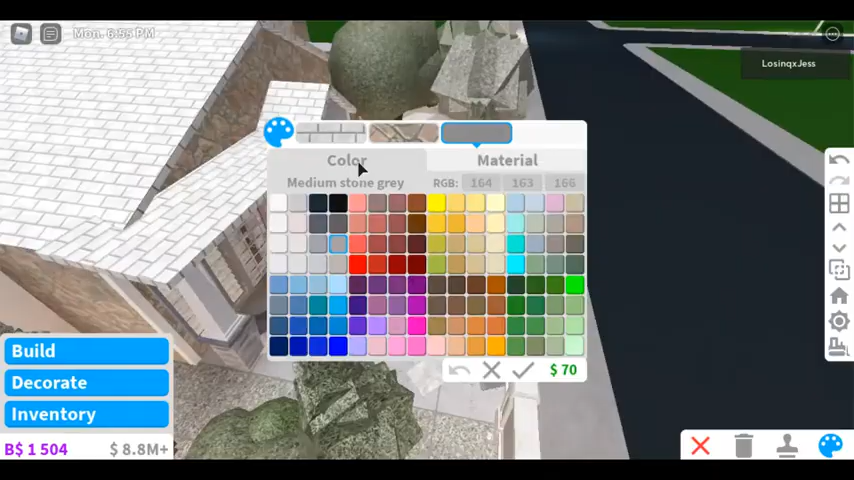 Mon. 6:55 PM
LosinqxJess
Color
Material
Medium stone grey
RGB: 164 163 166
Build
Decorate
Inventory
$ 70
B$ 1 504
$ 8.8M+